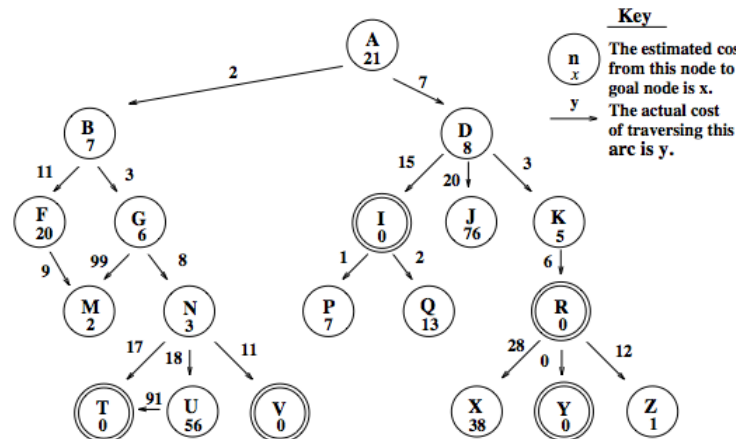 Key
A
21
n
x
The estimated cos
from this node to
goal node is x.
y
The actual cost
of traversing this
arc is y.
2
7
B
7
D
8
11
3
15
20
3
F
20
G
6
I
0
J
76
K
5
9
99
8
1
2
6
M
2
N
3
P
7
Q
13
R
0
17
18
11
28
0
12
T
0
91
U
56
V
0
X
38
Y
0
Z
1